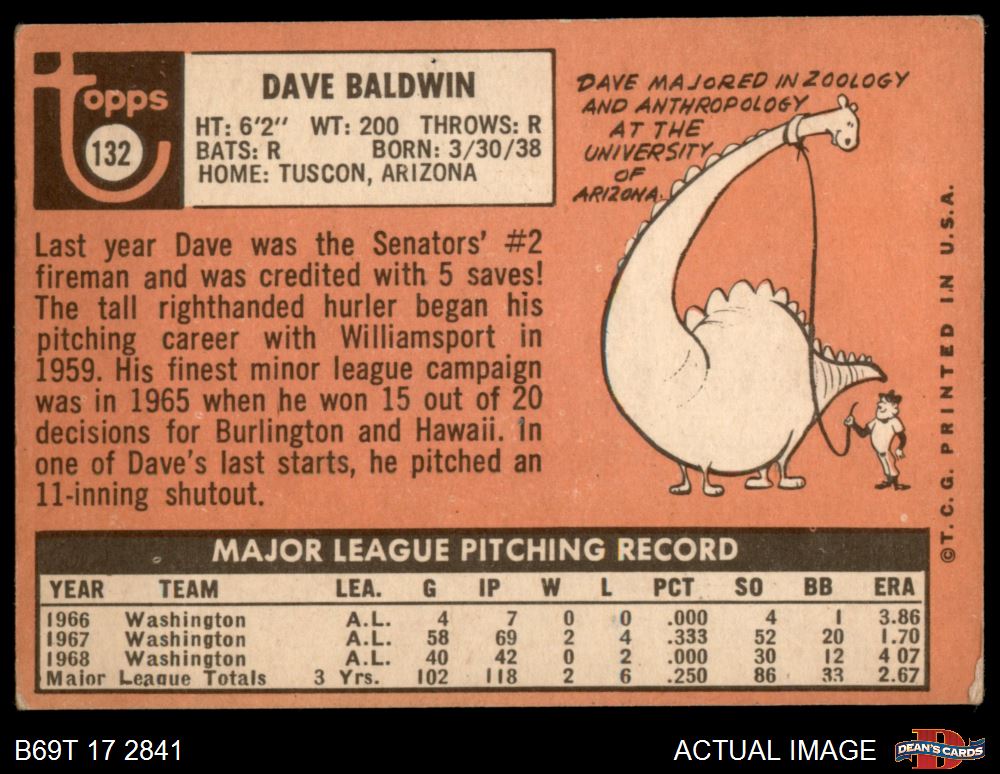 topps
132
DAVE BALDWIN
HT: 6'2" WT: 200 THROWS: R
BATS: R BORN: 3/30/38
HOME: TUSCON, ARIZONA
DAVE MAJORED IN ZOOLOGY
AND ANTHROPOLOGY
AT THE
UNIVERSITY
OF
ARIZONA.
Last year Dave was the Senators' #2
fireman and was credited with 5 saves!
The tall righthanded hurler began his
pitching career with Williamsport in
1959. His finest minor league campaign
was in 1965 when he won 15 out of 20
decisions for Burlington and Hawaii. In
one of Dave's last starts, he pitched an
11-inning shutout.
©T.C.G. PRINTED IN U.S.A.
MAJOR LEAGUE PITCHING RECORD
YEAR TEAM LEA. G IP W L PCT SO BB ERA
1966 Washington A.L. 4 7 0 0 .000 4 1 3.86
1967 Washington A.L. 58 69 2 4 .333 52 20 1.70
1968 Washington A.L. 40 42 0 2 .000 30 12 4 07
Major League Totals 3 Yrs. 102 118 2 6 .250 86 33 2.67
B69T 17 2841
ACTUAL IMAGE
DEAN'S CARDS